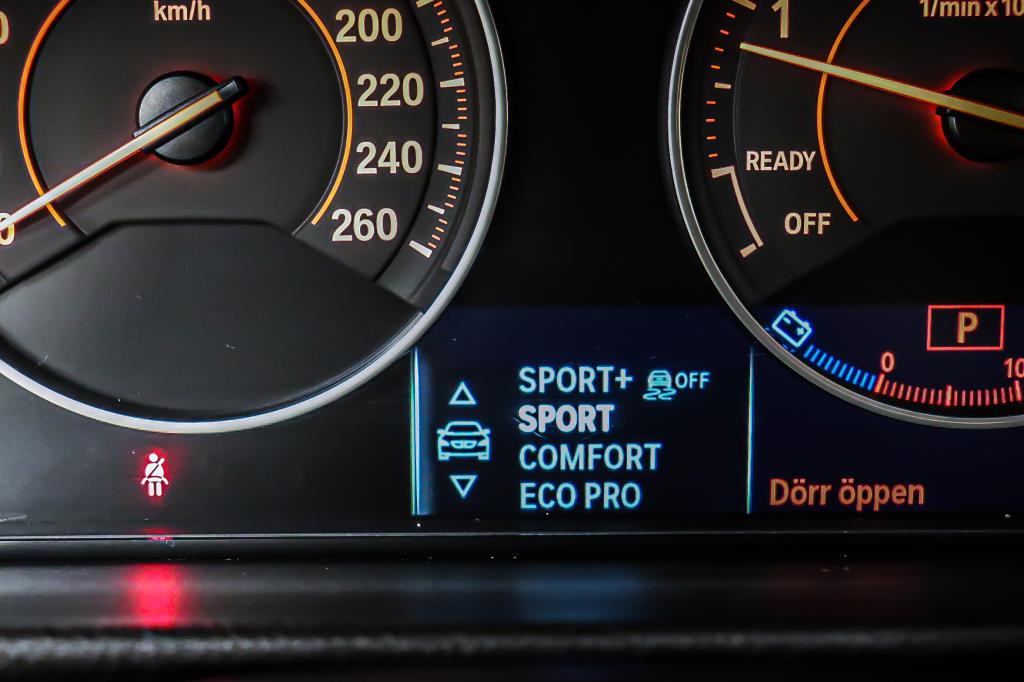 km/h
200
220
240
260
0
1
1/min x 10
READY
OFF
P
0
10
SPORT+ OFF
SPORT
COMFORT
ECO PRO
Dörr öppen